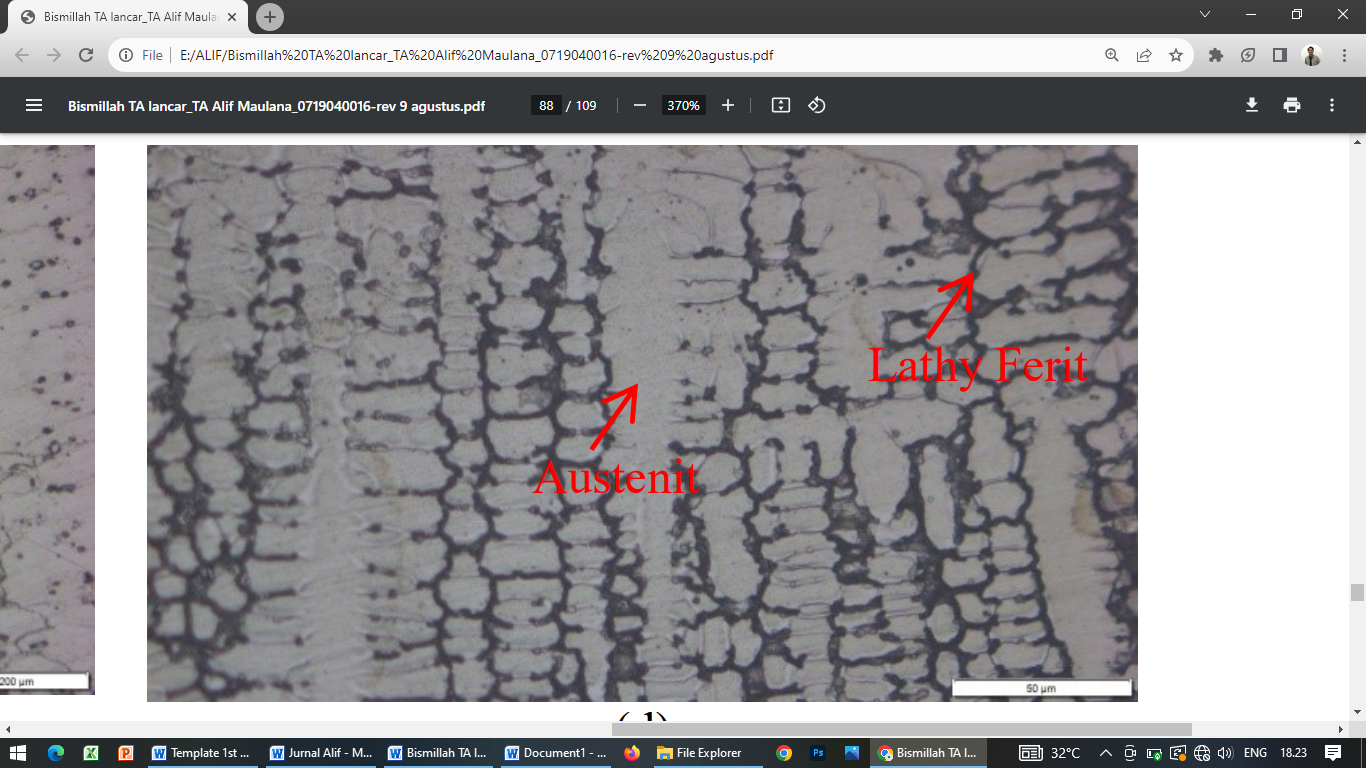 Bismillah TA lancar_TA Alif Maula
File
E:/ALIF/Bismillah%20TA%20lancar_TA%20Alif%20Maulana_0719040016-rev%209%20agustus.pdf
Bismillah TA lancar_TA Alif Maulana_0719040016-rev 9 agustus.pdf
88 / 109
370%
Lathy Ferit
Austenit
200 µm
50 µm
Template 1st ...
Jurnal Alif - M...
Bismillah TA l...
Document1 - ...
File Explorer
Bismillah TA l...
32°C
ENG
18.23